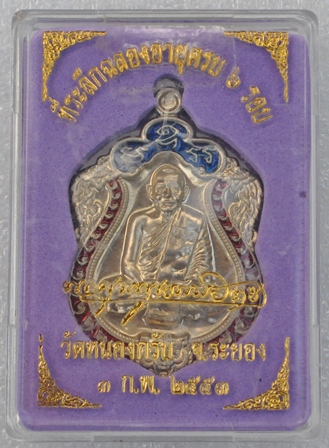 ที่ระลึกฉลองอายุครบ ๖ รอบ
วัดหนองกรับ จ.ระยอง
๓ ก.พ. ๒๕๕๓